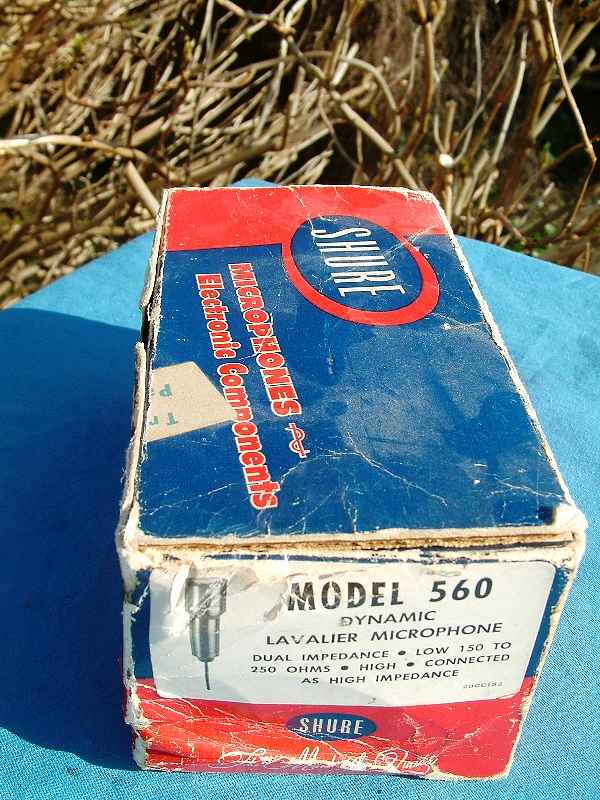 SHURE
MICROPHONES
Electronic Components
MODEL 560
DYNAMIC
LAVALIER MICROPHONE
DUAL IMPEDANCE • LOW 150 TO
250 OHMS • HIGH • CONNECTED
AS HIGH IMPEDANCE
SHURE